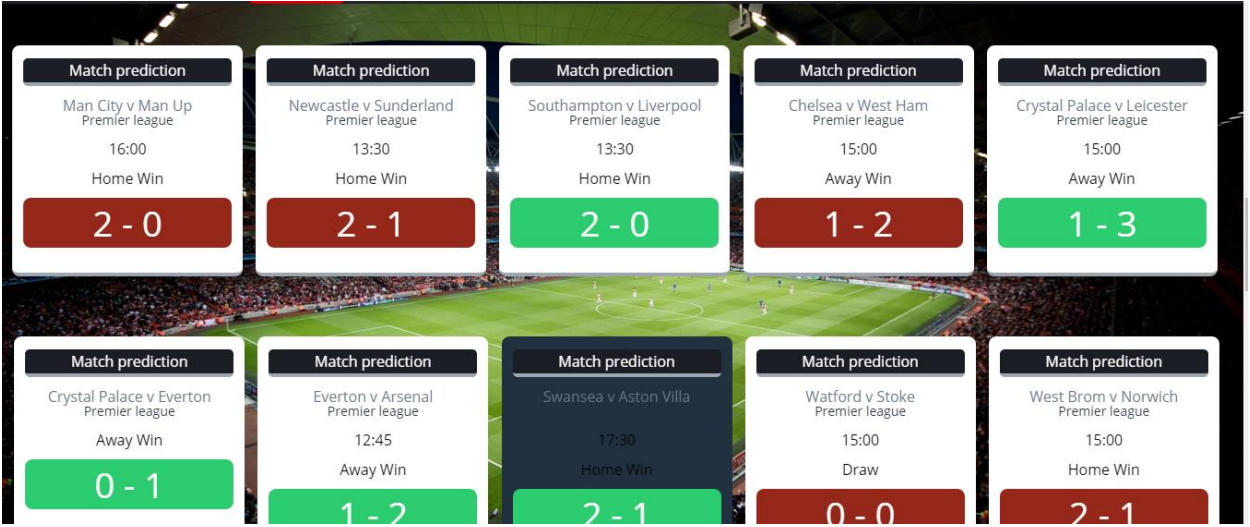 Match prediction
Man City v Man Up
Premier league
16:00
Home Win
2 - 0
Match prediction
Newcastle v Sunderland
Premier league
13:30
Home Win
2 - 1
Match prediction
Southampton v Liverpool
Premier league
13:30
Home Win
2 - 0
Match prediction
Chelsea v West Ham
Premier league
15:00
Away Win
1 - 2
Match prediction
Crystal Palace v Leicester
Premier league
15:00
Away Win
1 - 3
Match prediction
Crystal Palace v Everton
Premier league
Away Win
0 - 1
Match prediction
Everton v Arsenal
Premier league
12:45
Away Win
1 - 2
Match prediction
Swansea v Aston Villa
17:30
Home Win
2 - 1
Match prediction
Watford v Stoke
Premier league
15:00
Draw
0 - 0
Match prediction
West Brom v Norwich
Premier league
15:00
Home Win
2 - 1